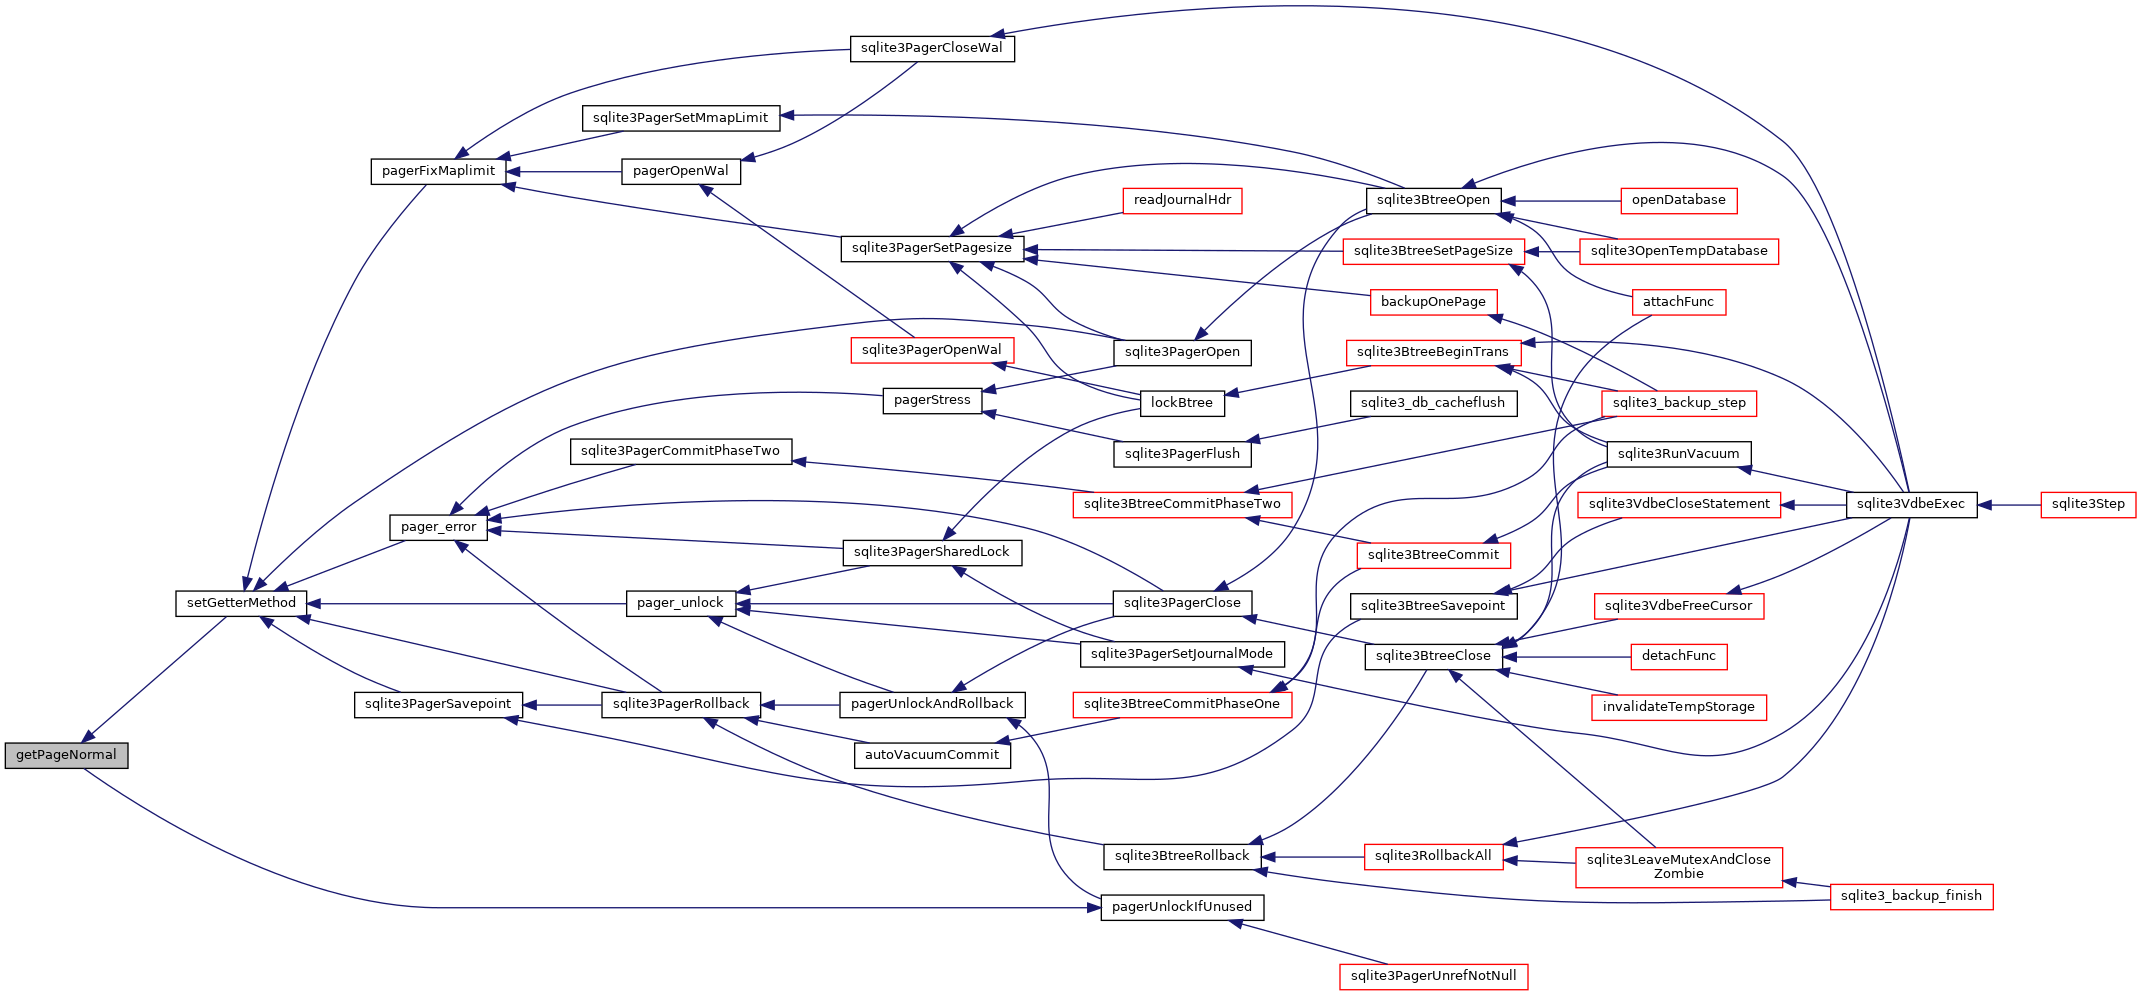 sqlite3PagerCloseWal
sqlite3PagerSetMmapLimit
pagerFixMaplimit
pagerOpenWal
sqlite3BtreeOpen
readJournalHdr
openDatabase
sqlite3PagerSetPagesize
sqlite3BtreeSetPageSize
sqlite3OpenTempDatabase
backupOnePage
attachFunc
sqlite3PagerOpenWal
sqlite3PagerOpen
sqlite3BtreeBeginTrans
pagerStress
lockBtree
sqlite3_db_cacheflush
sqlite3_backup_step
sqlite3PagerCommitPhaseTwo
sqlite3PagerFlush
sqlite3RunVacuum
sqlite3BtreeCommitPhaseTwo
sqlite3VdbeCloseStatement
sqlite3VdbeExec
sqlite3Step
pager_error
sqlite3PagerSharedLock
sqlite3BtreeCommit
setGetterMethod
pager_unlock
sqlite3PagerClose
sqlite3BtreeSavepoint
sqlite3VdbeFreeCursor
sqlite3PagerSetJournalMode
sqlite3BtreeClose
detachFunc
sqlite3PagerSavepoint
sqlite3PagerRollback
pagerUnlockAndRollback
sqlite3BtreeCommitPhaseOne
invalidateTempStorage
getPageNormal
autoVacuumCommit
sqlite3BtreeRollback
sqlite3RollbackAll
sqlite3LeaveMutexAndClose
Zombie
sqlite3_backup_finish
pagerUnlockIfUnused
sqlite3PagerUnrefNotNull